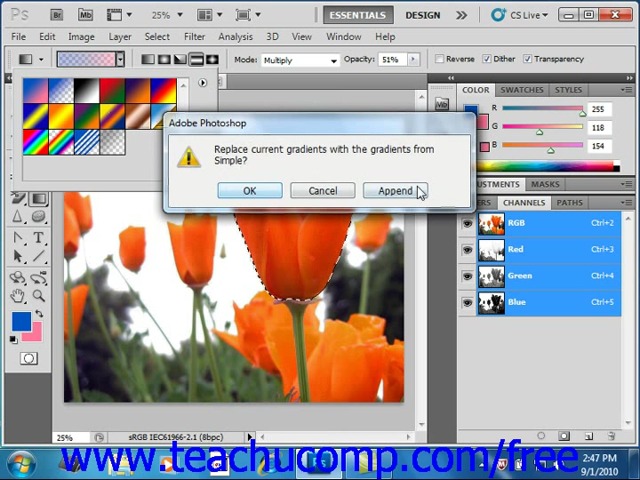 Ps Br Mb 25% ESSENTIALS DESIGN >> CS Live
File Edit Image Layer Select Filter Analysis 3D View Window Help
Mode: Multiply Opacity: 51% Reverse Dither Transparency
COLOR SWATCHES STYLES
R 255
G 118
B 154
Adobe Photoshop
Replace current gradients with the gradients from
Simple?
OK Cancel Append
MASKS
CHANNELS PATHS
RGB Ctrl+2
Red Ctrl+3
Green Ctrl+4
Blue Ctrl+5
25% sRGB IEC61966-2.1 (8bpc)
www.teachucomp.com/free
2:47 PM
9/1/2010